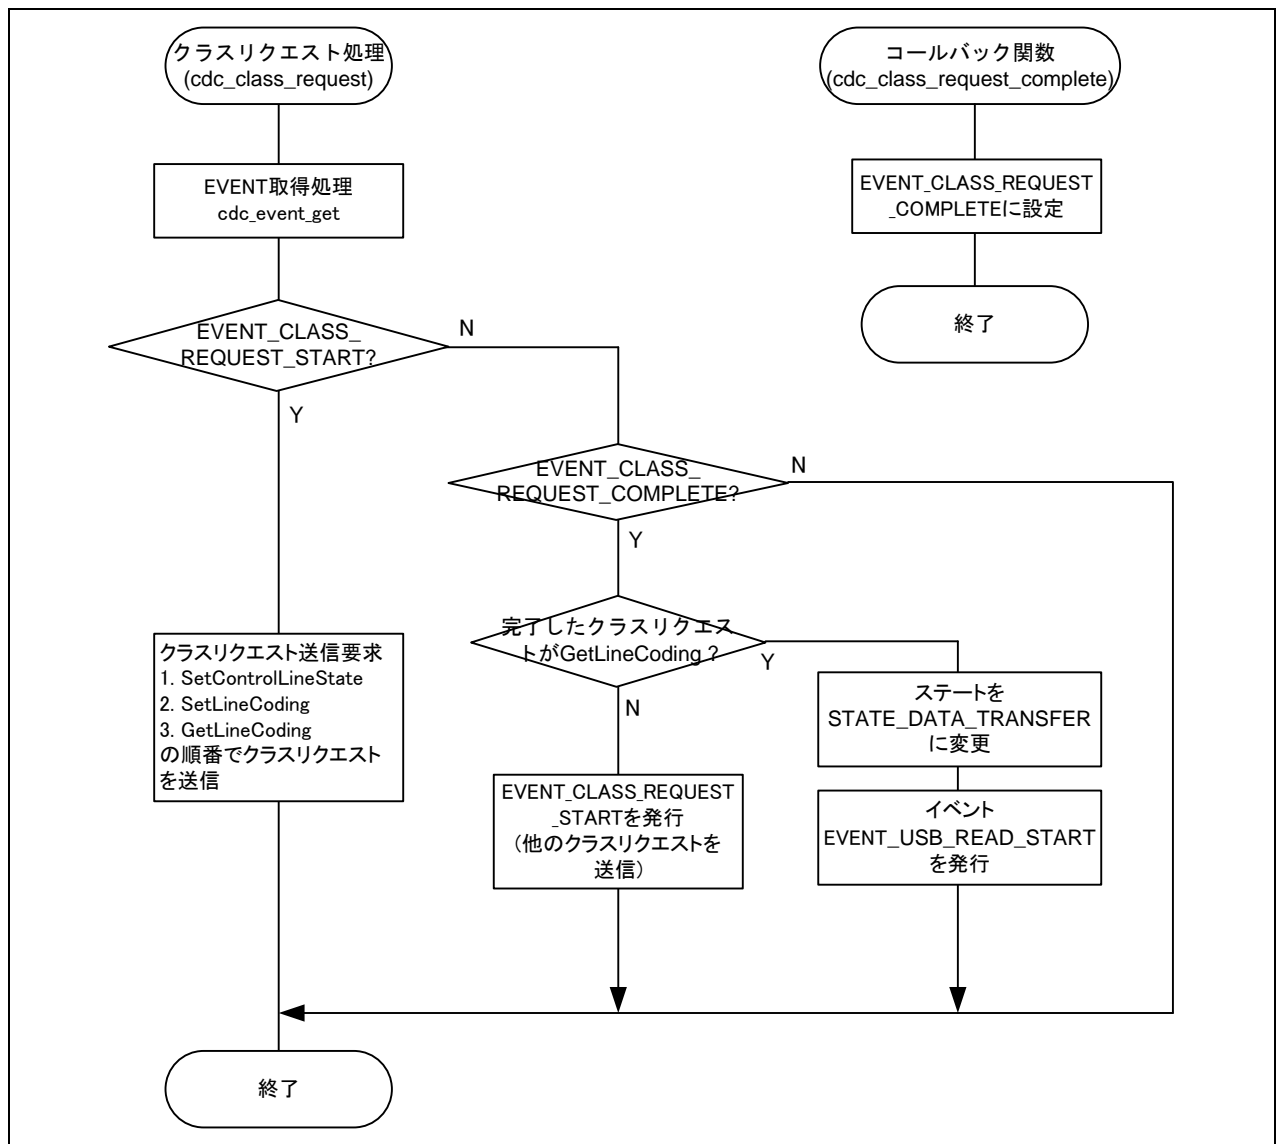 クラスリクエスト処理
(cdc_class_request)
EVENT取得処理
cdc_event_get
EVENT_CLASS_
REQUEST_START?
N
Y
クラスリクエスト送信要求
1. SetControlLineState
2. SetLineCoding
3. GetLineCoding
の順番でクラスリクエスト
を送信
EVENT_CLASS_
REQUEST_COMPLETE?
N
Y
完了したクラスリクエス
トがGetLineCoding？
Y
N
EVENT_CLASS_REQUEST
_STARTを発行
（他のクラスリクエストを
送信）
ステートを
STATE_DATA_TRANSFER
に変更
イベント
EVENT_USB_READ_START
を発行
終了
コールバック関数
(cdc_class_request_complete)
EVENT_CLASS_REQUEST
_COMPLETEに設定
終了